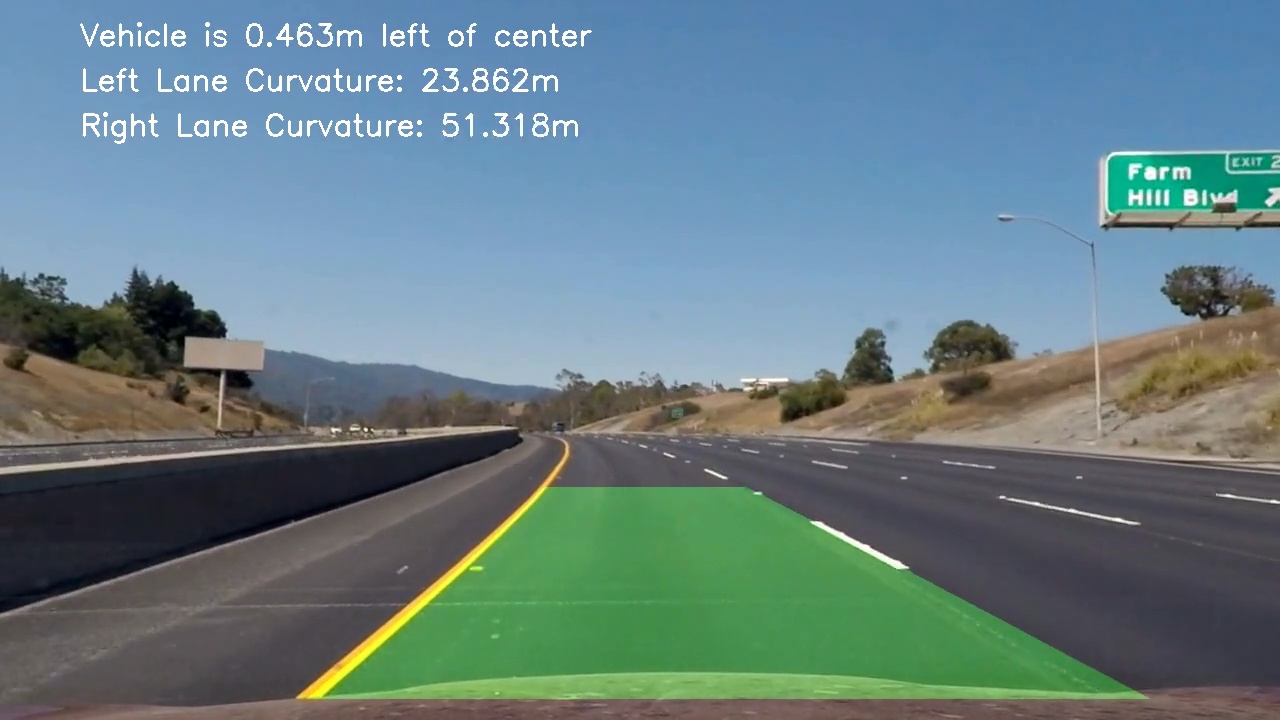 Vehicle is 0.463m left of center
Left Lane Curvature: 23.862m
Right Lane Curvature: 51.318m
EXIT 2
Farm
Hill Blvd